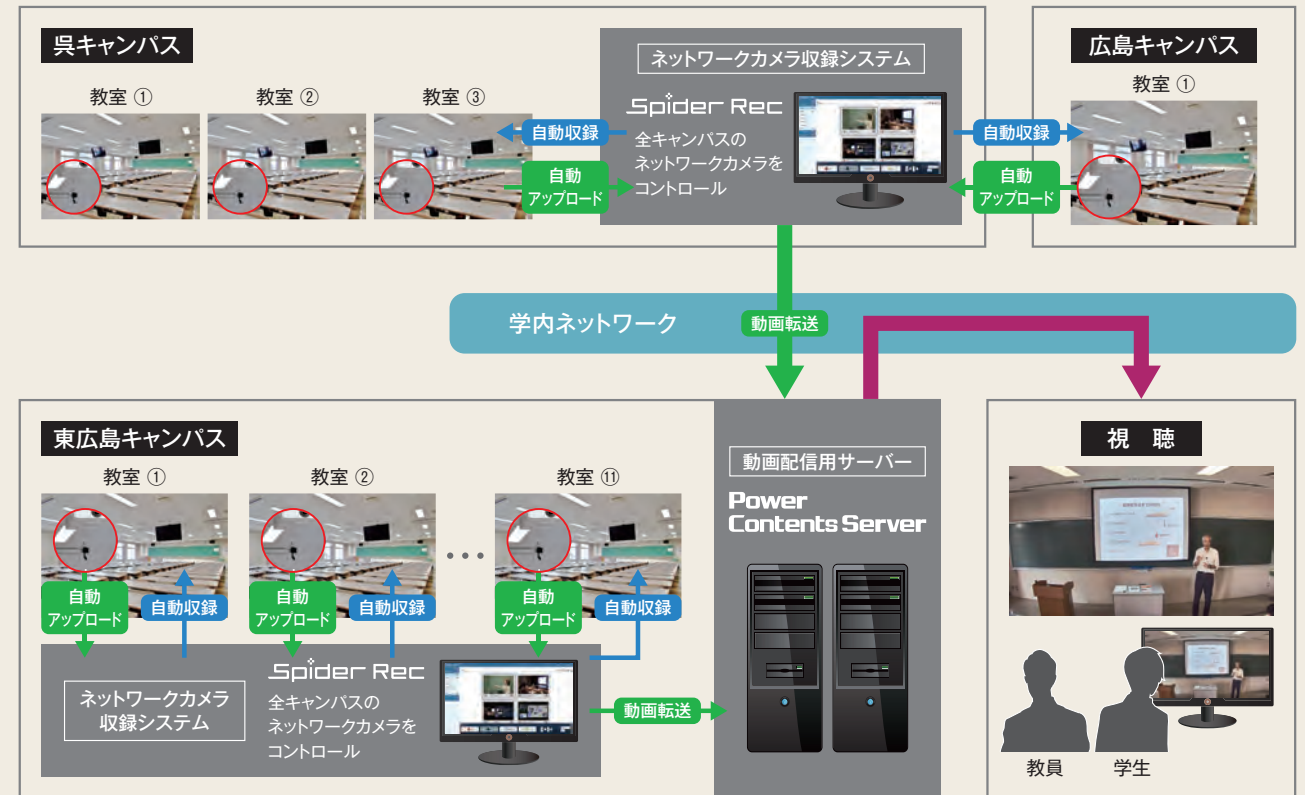 呉キャンパス
教室 ①
教室 ②
教室 ③
自動収録
自動
アップロード
ネットワークカメラ収録システム
Spider Rec
全キャンパスの
ネットワークカメラを
コントロール
自動収録
自動
アップロード
広島キャンパス
教室 ①
学内ネットワーク
動画転送
東広島キャンパス
教室 ①
教室 ②
教室 ⑪
自動
アップロード
自動収録
自動
アップロード
自動収録
自動
アップロード
自動収録
ネットワークカメラ
収録システム
Spider Rec
全キャンパスの
ネットワークカメラを
コントロール
動画転送
動画配信用サーバー
Power
Contents Server
視 聴
教員
学生